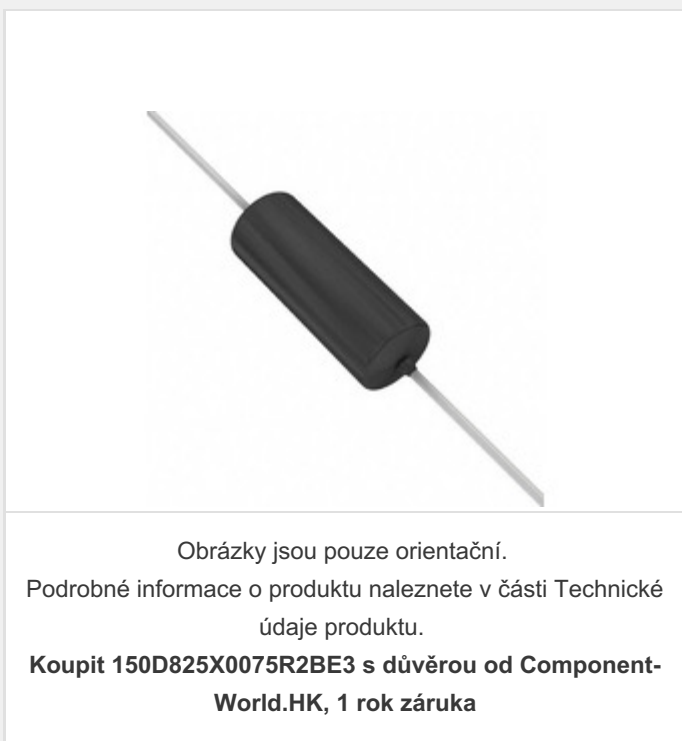 Obrázky jsou pouze orientační.
Podrobné informace o produktu naleznete v části Technické
údaje produktu.
Koupit 150D825X0075R2BE3 s důvěrou od Component-
World.HK, 1 rok záruka